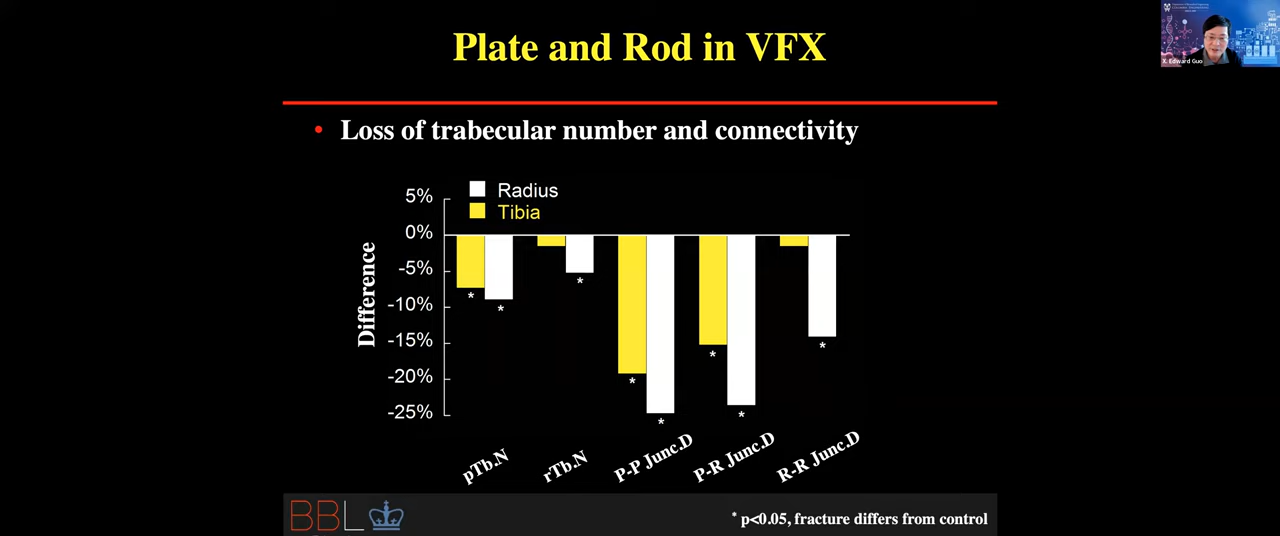 Plate and Rod in VFX
X. Edward Guo
• Loss of trabecular number and connectivity
Radius
Tibia
Difference
5%
0%
-5%
-10%
-15%
-20%
-25%
* *
*
* *
* *
*
pTb.N
rTb.N
P-P Junc.D
P-R Junc.D
R-R Junc.D
BBL
* p<0.05, fracture differs from control